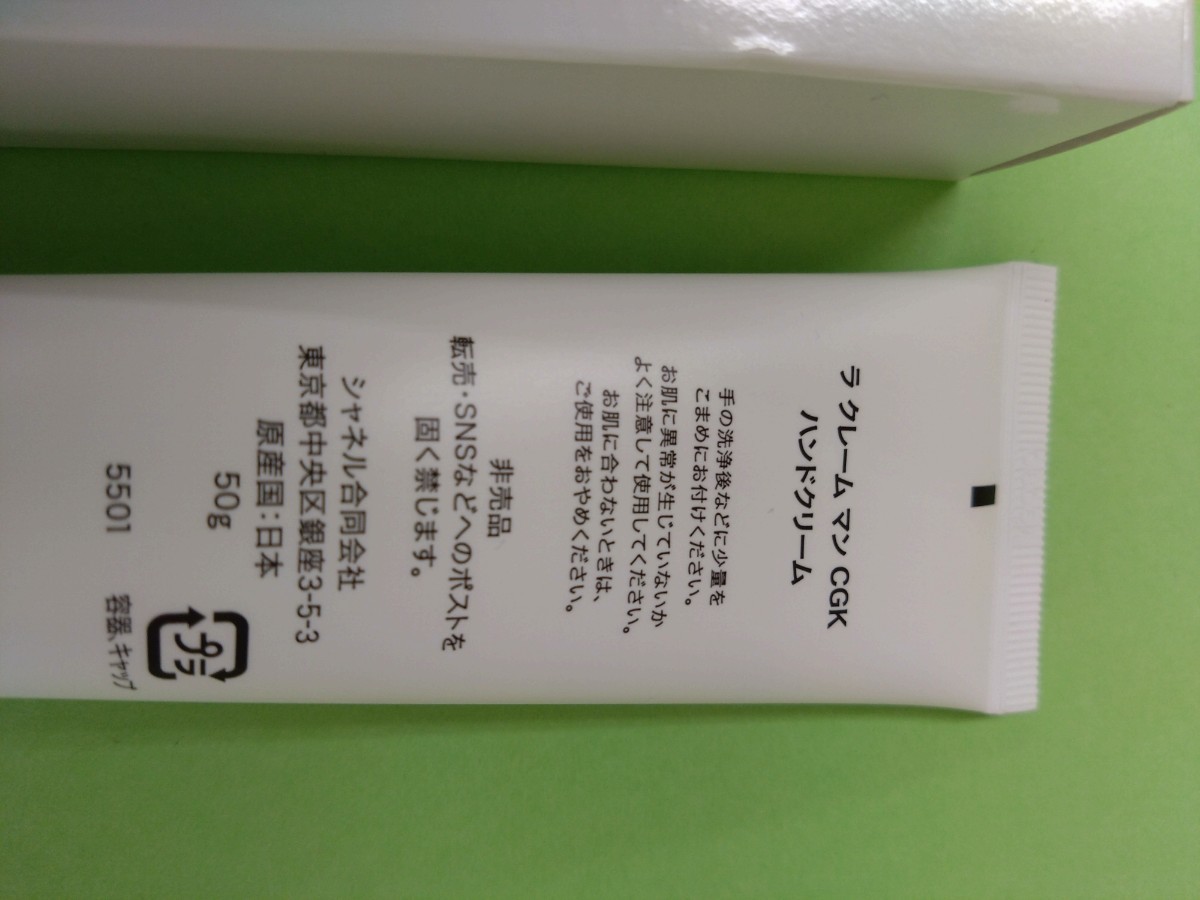 ラ クレーム マン CGK
ハンドクリーム
手の洗浄後などに少量を
こまめにお付けください。
お肌に異常が生じていないか
よく注意して使用してください。
お肌に合わないときは、
ご使用をおやめください。
非売品
転売・SNSなどへのポストを
固く禁じます。
シャネル合同会社
東京都中央区銀座3-5-3
原産国：日本
50g
5501
プラ
容器、キャップ